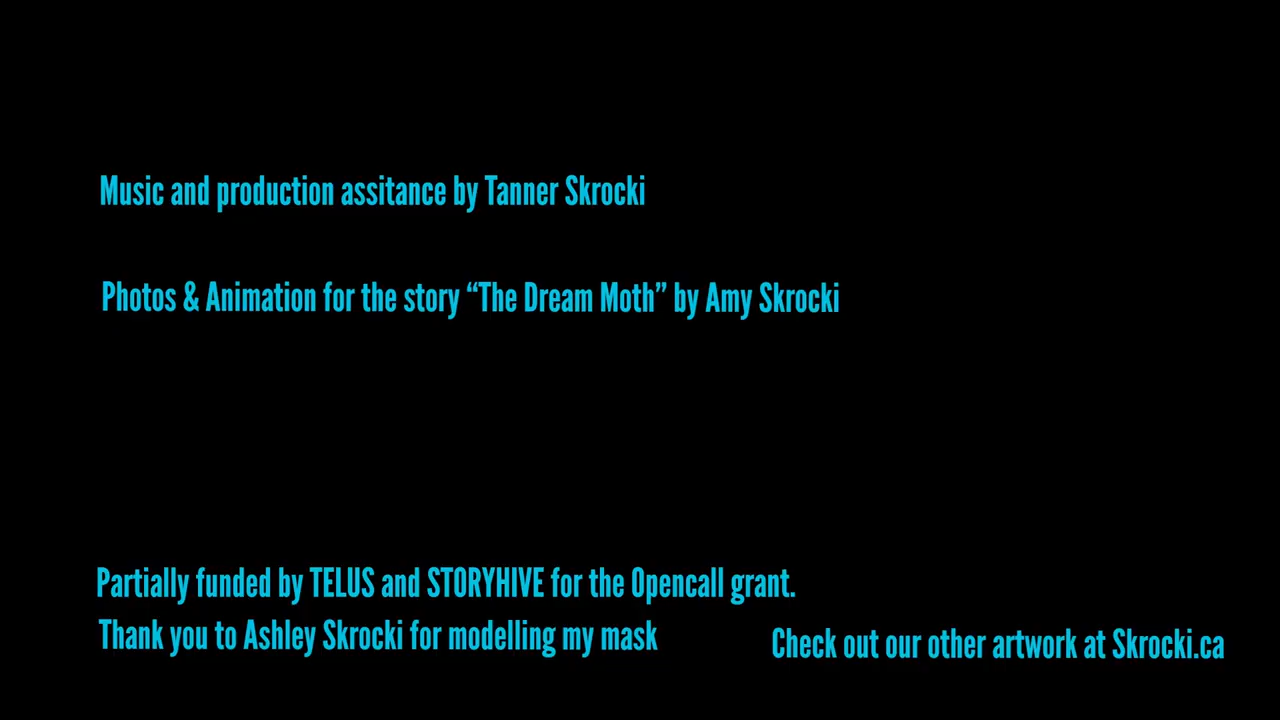 Music and production assitance by Tanner Skrocki
Photos & Animation for the story “The Dream Moth” by Amy Skrocki
Partially funded by TELUS and STORYHIVE for the Opencall grant.
Thank you to Ashley Skrocki for modelling my mask
Check out our other artwork at Skrocki.ca